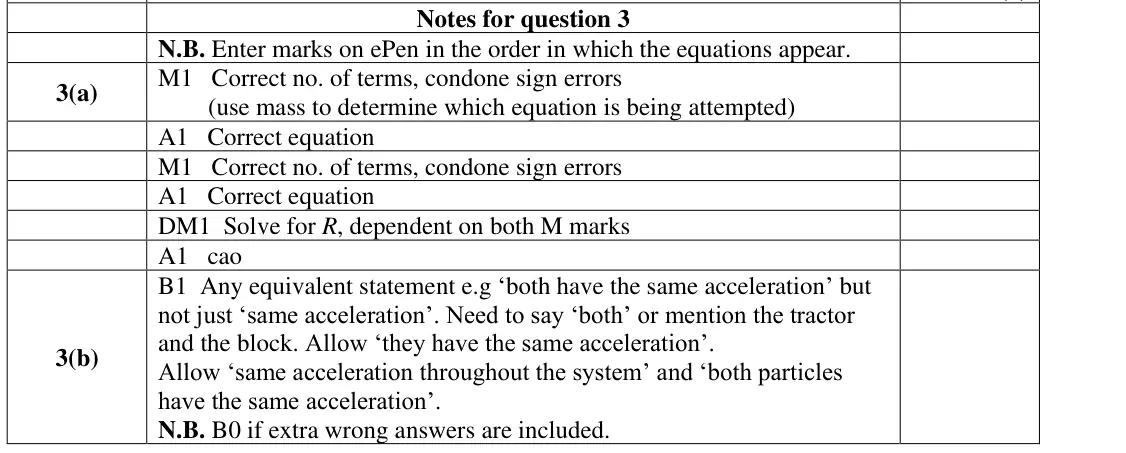 Notes for question 3
N.B. Enter marks on ePen in the order in which the equations appear.
3(a)
M1 Correct no. of terms, condone sign errors
(use mass to determine which equation is being attempted)
A1 Correct equation
M1 Correct no. of terms, condone sign errors
A1 Correct equation
DM1 Solve for R, dependent on both M marks
A1 cao
3(b)
B1 Any equivalent statement e.g ‘both have the same acceleration’ but
not just ‘same acceleration’. Need to say ‘both’ or mention the tractor
and the block. Allow ‘they have the same acceleration’.
Allow ‘same acceleration throughout the system’ and ‘both particles
have the same acceleration’.
N.B. B0 if extra wrong answers are included.